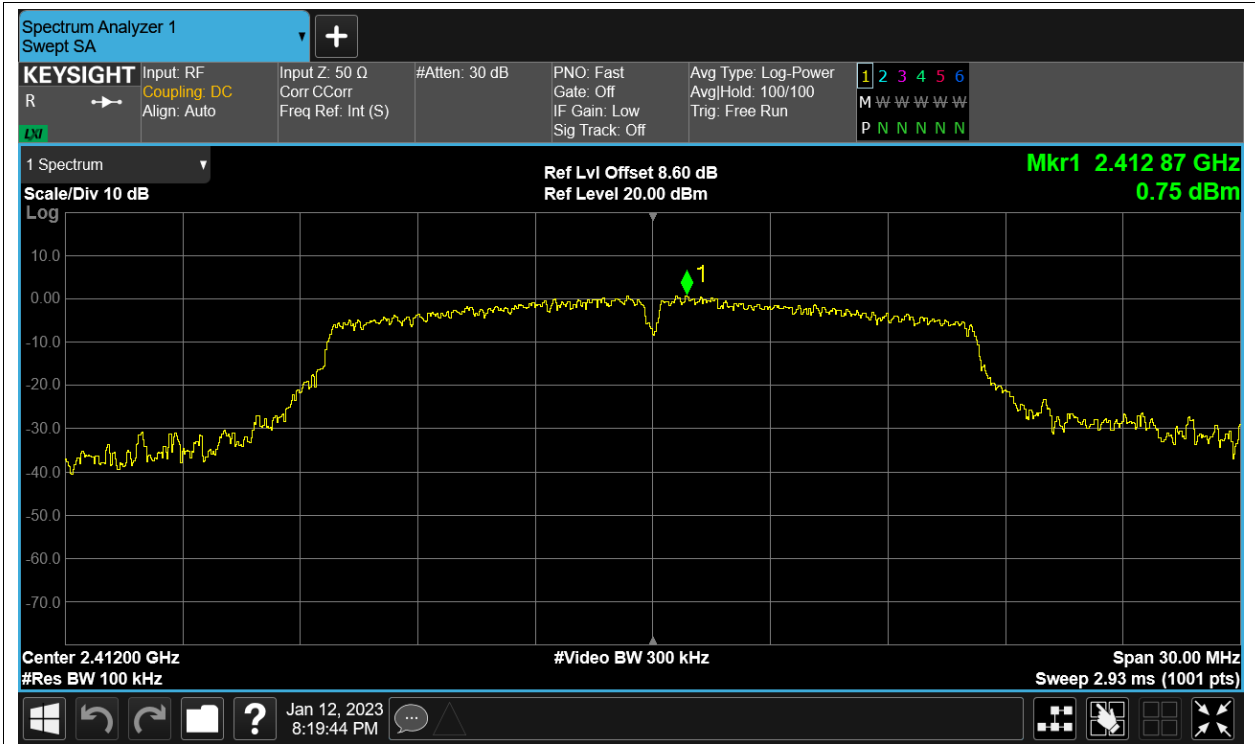 Spectrum Analyzer 1
Swept SA
KEYSIGHT
R
LXI
Input: RF
Coupling: DC
Align: Auto
Input Z: 50 Ω
Corr CCorr
Freq Ref: Int (S)
#Atten: 30 dB
PNO: Fast
Gate: Off
IF Gain: Low
Sig Track: Off
Avg Type: Log-Power
Avg|Hold: 100/100
Trig: Free Run
1 2 3 4 5 6
M W W W W W
P N N N N N
1 Spectrum
Scale/Div 10 dB
Log
Ref Lvl Offset 8.60 dB
Ref Level 20.00 dBm
Mkr1 2.412 87 GHz
0.75 dBm
1
10.0
0.00
-10.0
-20.0
-30.0
-40.0
-50.0
-60.0
-70.0
Center 2.41200 GHz
#Res BW 100 kHz
#Video BW 300 kHz
Span 30.00 MHz
Sweep 2.93 ms (1001 pts)
?
Jan 12, 2023
8:19:44 PM